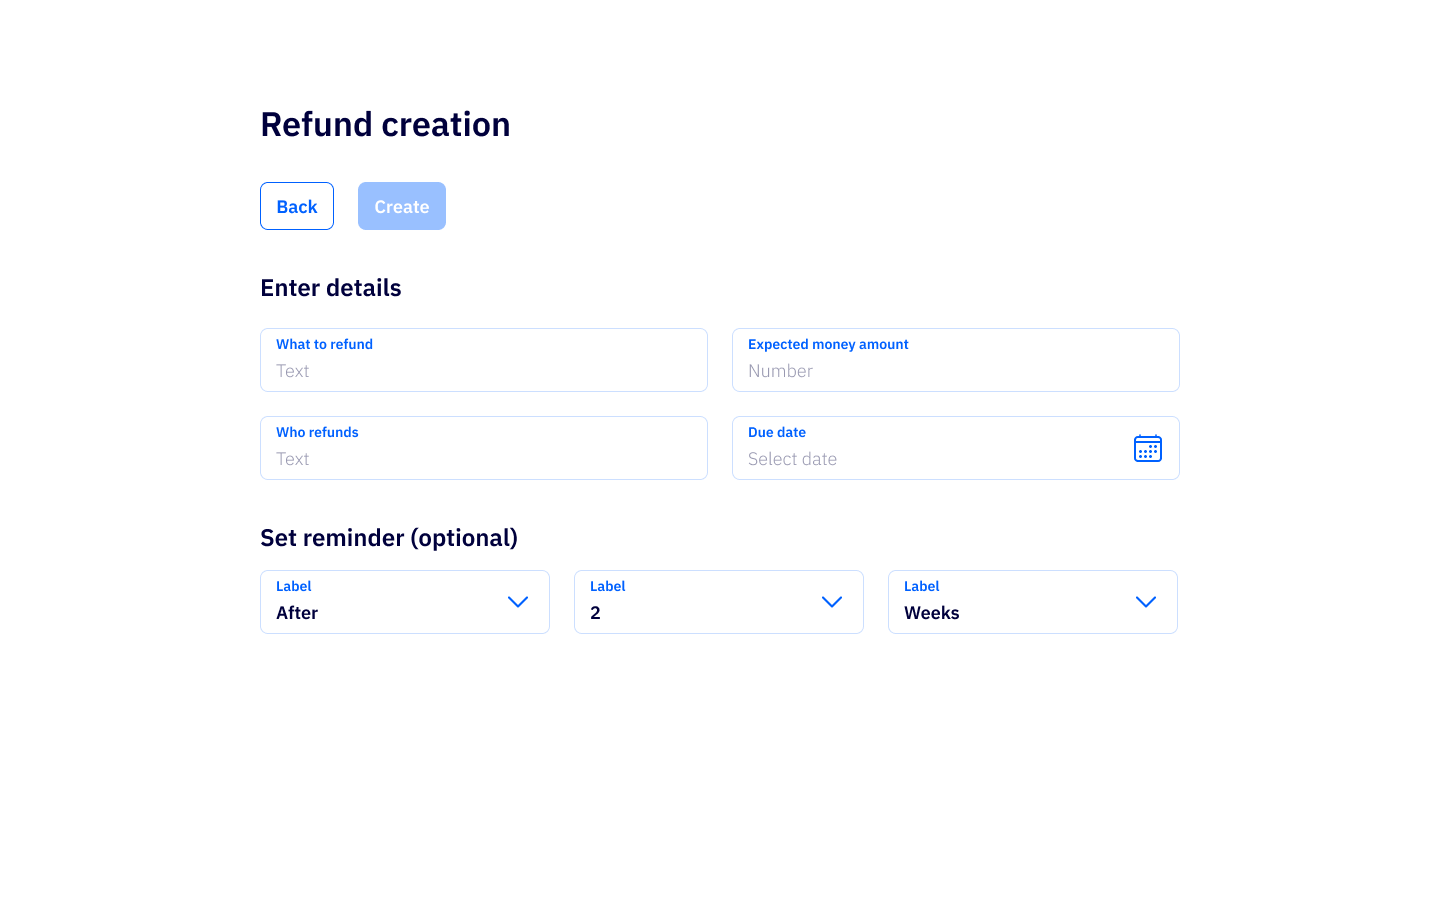 Refund creation
Back Create
Enter details
What to refund
Text
Expected money amount
Number
Who refunds
Text
Due date
Select date
Set reminder (optional)
Label
After
Label
2
Label
Weeks